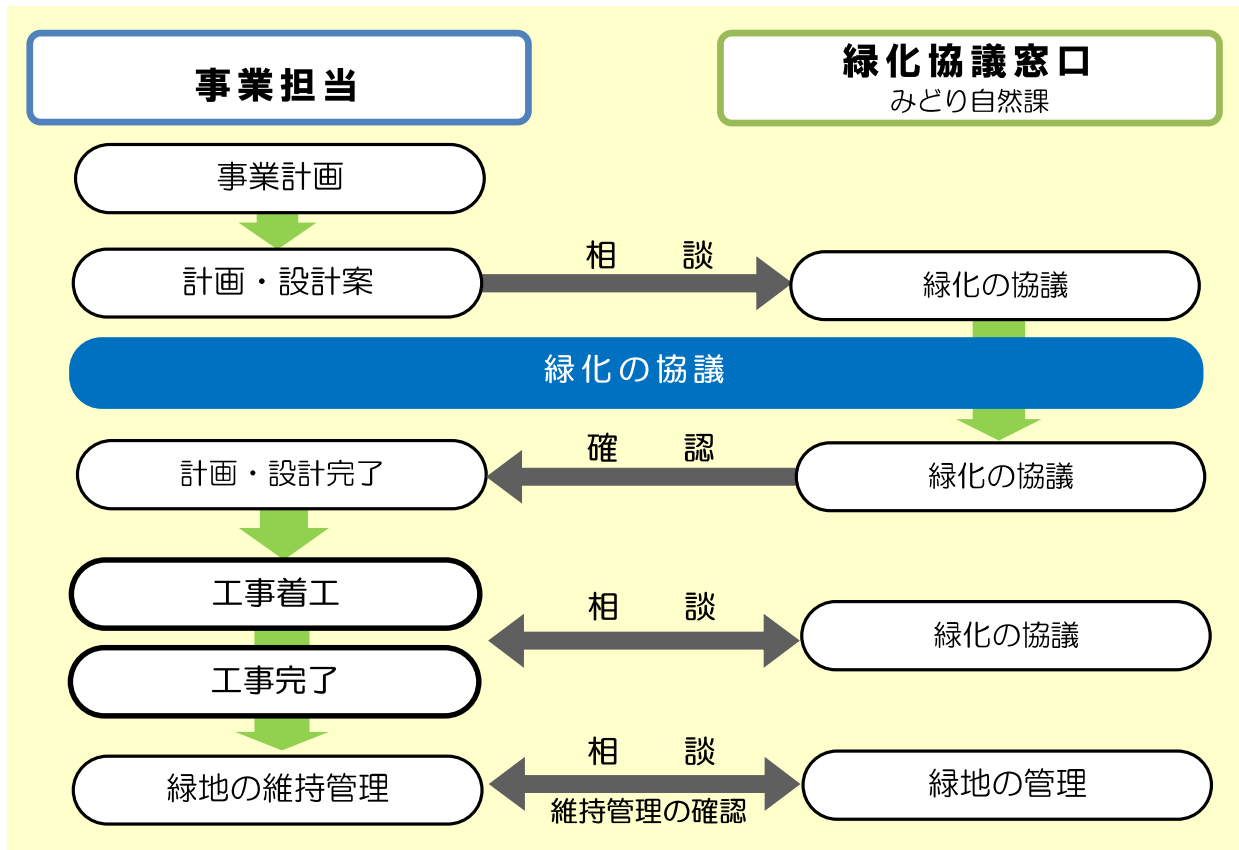 事業担当
緑化協議窓口
みどり自然課
事業計画
計画・設計案
相談
緑化の協議
緑化の協議
計画・設計完了
確認
緑化の協議
工事着工
相談
緑化の協議
工事完了
緑地の維持管理
相談
維持管理の確認
緑地の管理